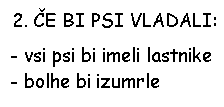 2. ČE BI PSI VLADALI:
- vsi psi bi imeli lastnike
- bolhe bi izumrle